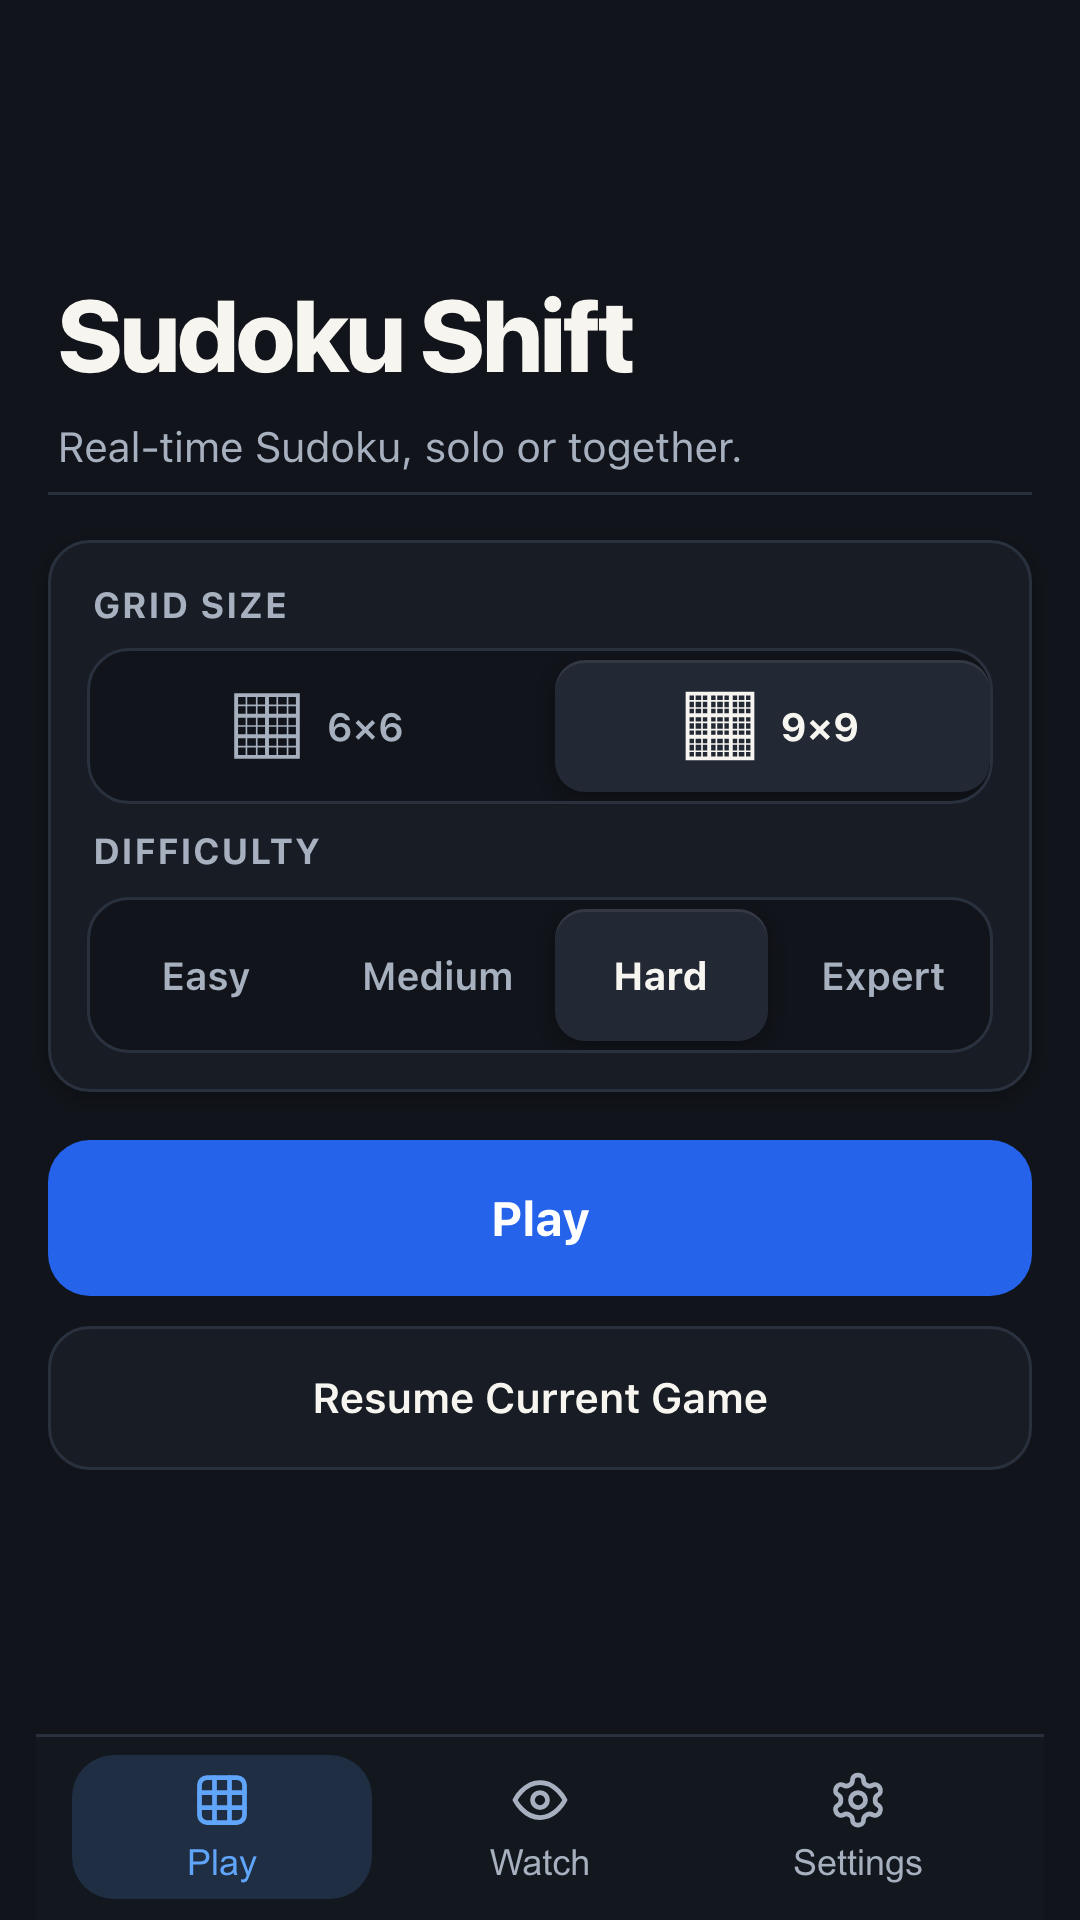 Sudoku Shift
Real-time Sudoku, solo or together.
GRID SIZE
6×6 9×9
DIFFICULTY
Easy Medium Hard Expert
Play
Resume Current Game
Play Watch Settings